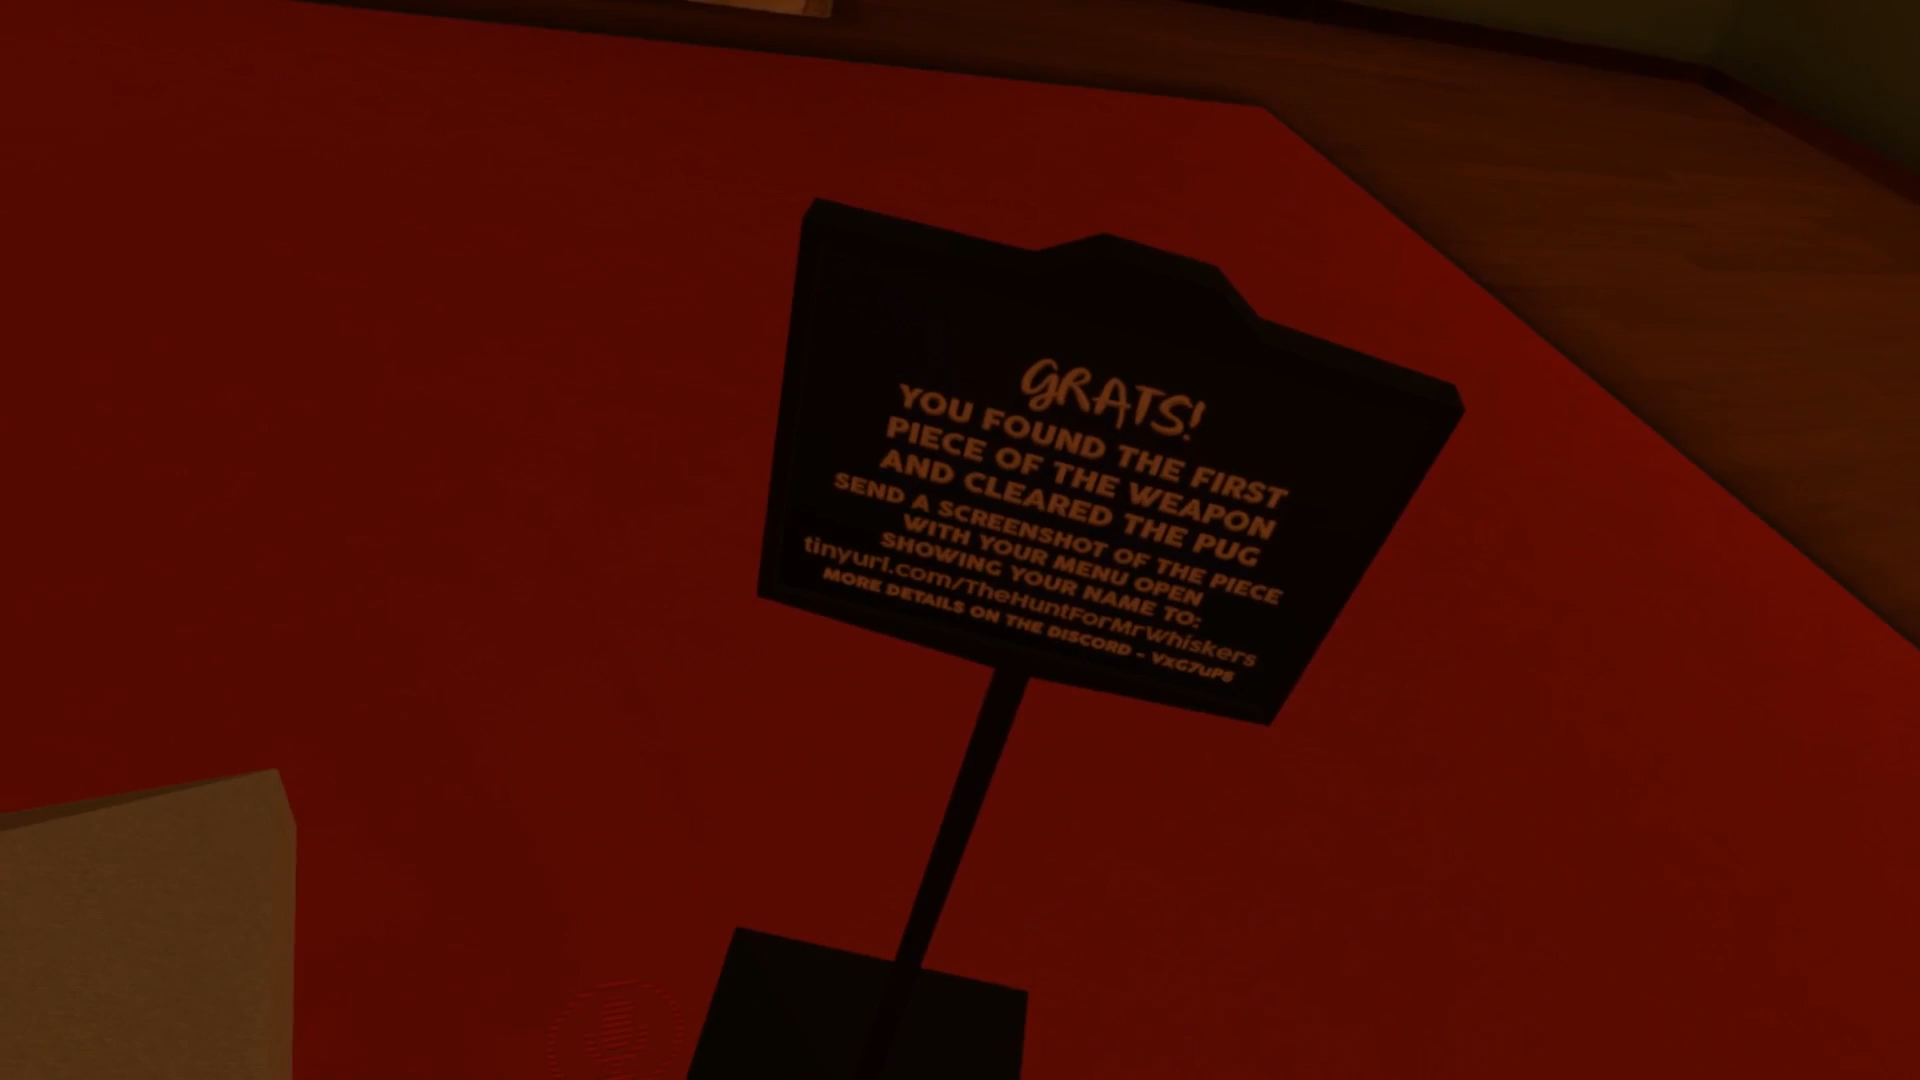 GRATS!
YOU FOUND THE FIRST
PIECE OF THE WEAPON
AND CLEARED THE PUG
SEND A SCREENSHOT OF THE PIECE
WITH YOUR MENU OPEN
SHOWING YOUR NAME TO:
tinyurl.com/TheHuntForMrWhiskers
MORE DETAILS ON THE DISCORD -